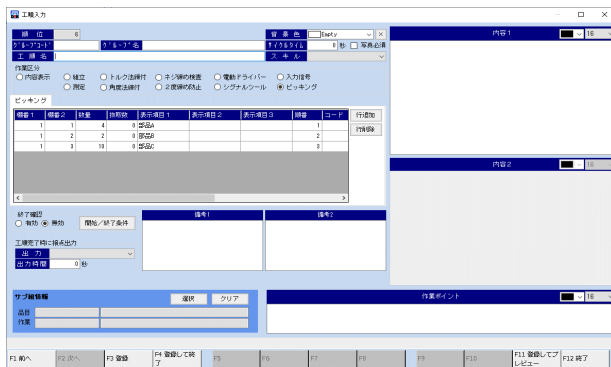 工順入力
順 位 6 背 景 色 Empty
ｸﾞﾙｰﾌﾟｺｰﾄﾞ ｸﾞﾙｰﾌﾟ名 ｻｲｸﾙﾀｲﾑ 0 秒 写真必須
工 順 名 ス キ ル
作業区分
内容表示 組立 トルク法締付 ネジ締め検査 電動ドライバー 入力信号
測定 角度法締付 2度締め防止 シグナルツール ピッキング
ピッキング
棚番1 棚番2 数量 表示項目1 表示項目2 表示項目3 順番 コード 行追加
1 1 4 0 部品A 1 行削除
1 2 2 0 部品B 2
1 3 10 0 部品C 3
終了確認
有効 無効 開始／終了条件
備考1 備考2
工順完了時に接点出力
出 力
出力時間 0 秒
内容1 16
内容2 16
サブ組情報 選択 クリア
品目
作業
作業ポイント 16
F1 前へ F2 次へ F3 登録 F4 登録して終了 F5 F6 F7 F8 F9 F10 F11 登録してプレビュー F12 終了